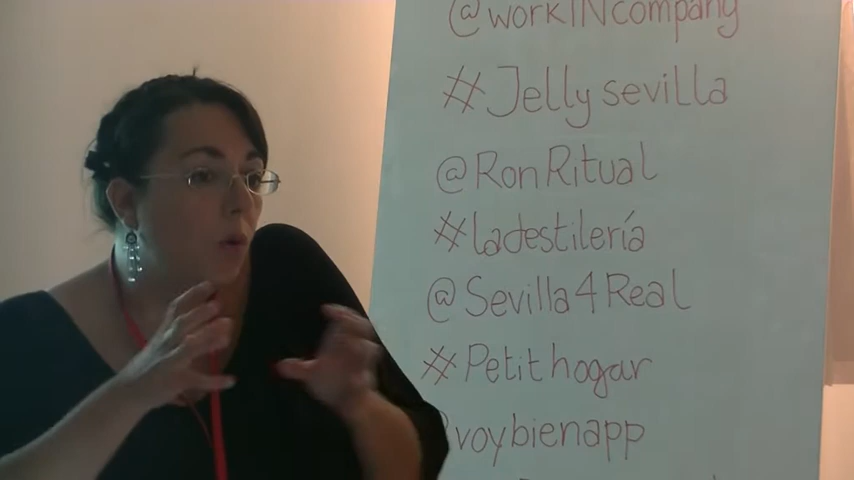 @workINcompany
#Jellysevilla
@RonRitual
#ladestilería
@Sevilla4Real
#Petithogar
@voybienapp